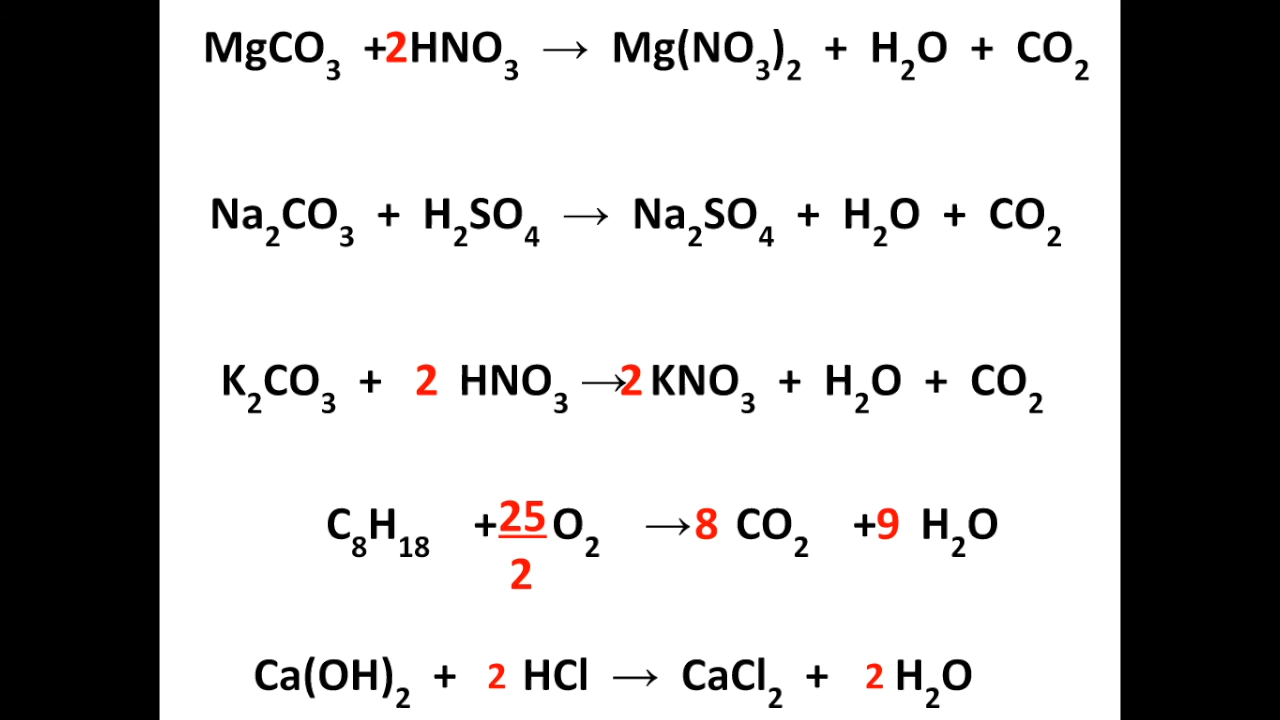 MgCO₃ +2HNO₃ → Mg(NO₃)₂ + H₂O + CO₂
Na₂CO₃ + H₂SO₄ → Na₂SO₄ + H₂O + CO₂
K₂CO₃ + 2 HNO₃ →2 KNO₃ + H₂O + CO₂
C₈H₁₈ +25/2 O₂ →8 CO₂ +9 H₂O
Ca(OH)₂ + 2 HCl → CaCl₂ + 2 H₂O